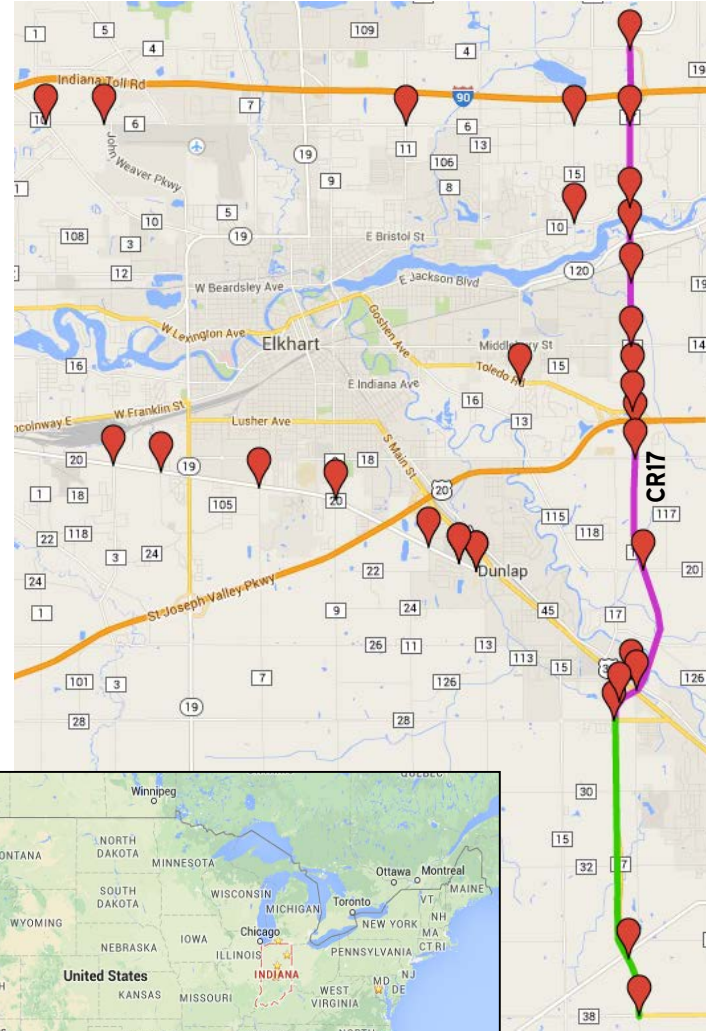 1
5
109
4
4
Indiana Toll Rd
90
19
7
6
6
John Weaver Pkwy
19
11
13
106
15
9
8
1
5
10
10
E Bristol St
108
3
19
120
12
W Beardsley Ave
E Jackson Blvd
19
W Lexington Ave
Goshen Ave
Elkhart
Middlebury St
14
16
Toledo Rd
15
E Indiana Ave
16
W Franklin St
13
Lusher Ave
S Main St
20
19
18
20
CR17
1
18
105
20
117
115
118
22
118
3
24
22
Dunlap
20
24
St Joseph Valley Pkwy
1
9
24
45
17
26
11
13
113
15
101
3
7
126
126
19
28
28
30
15
32
38
Winnipeg
NORTH
DAKOTA
MINNESOTA
Ottawa
Montreal
SOUTH
DAKOTA
WISCONSIN
MICHIGAN
Toronto
VT
MAINE
NH
WYOMING
NEW YORK
MA
IOWA
Chicago
CT RI
NEBRASKA
ILLINOIS
PENNSYLVANIA
United States
INDIANA
NJ
MD
DE
KANSAS
MISSOURI
WEST
VIRGINIA